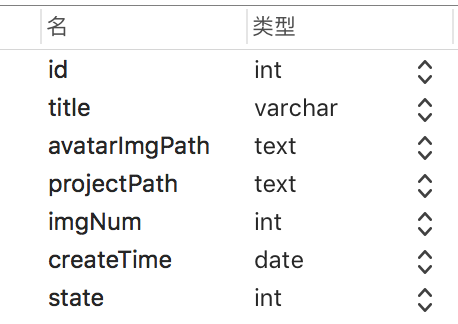 名 类型
id int
title varchar
avatarImgPath text
projectPath text
imgNum int
createTime date
state int